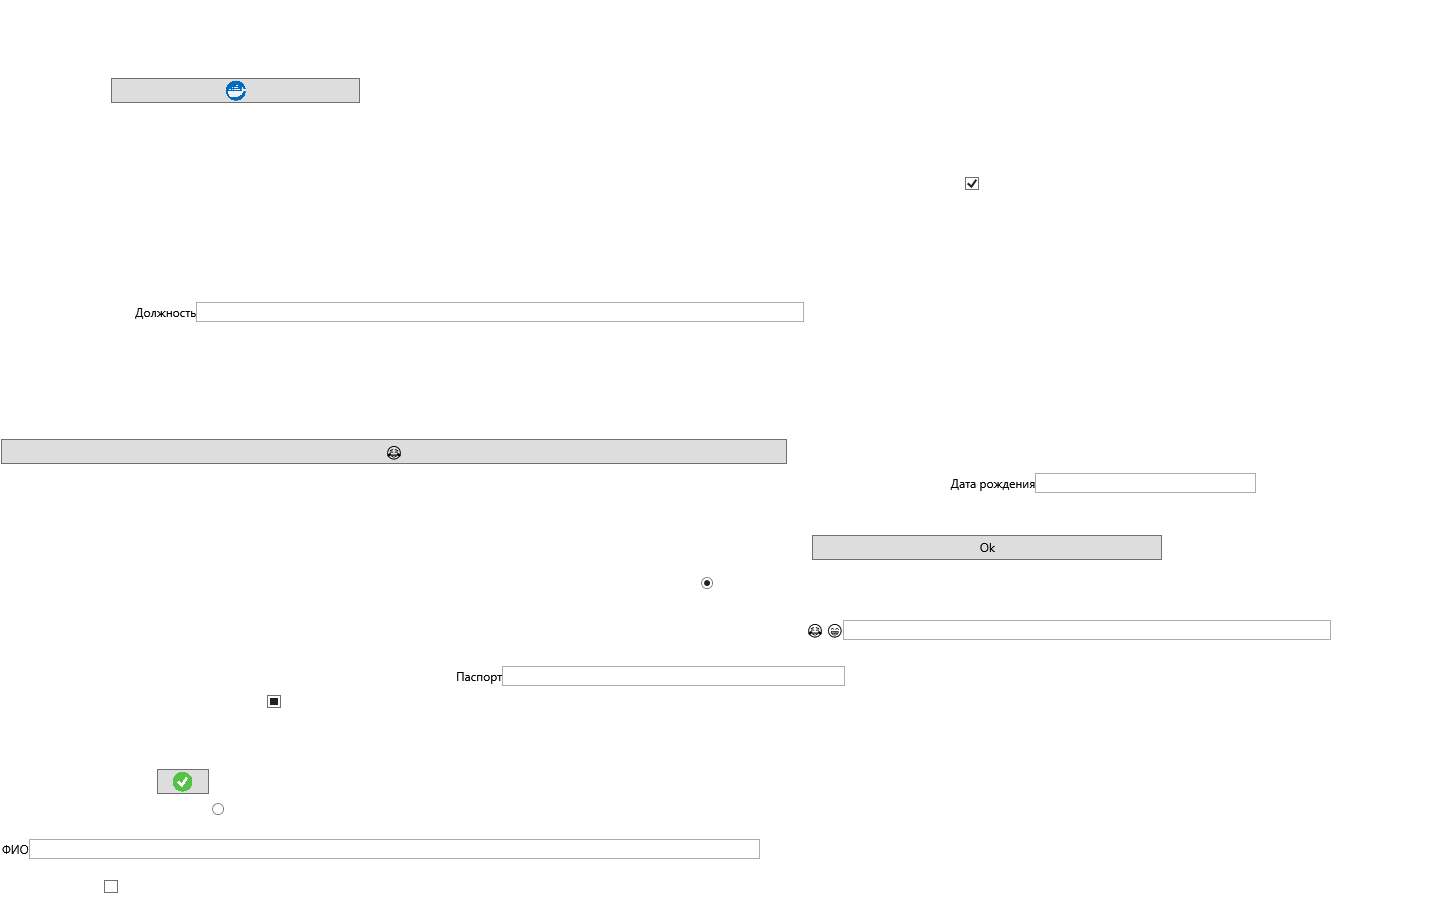 Должность
Дата рождения
Ok
Паспорт
ФИО